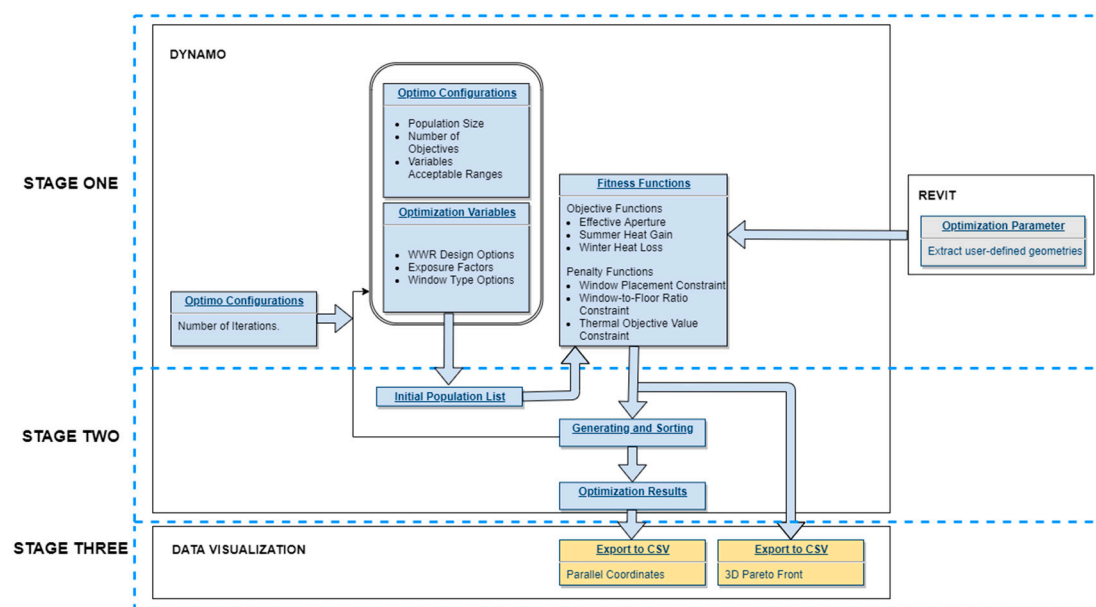 DYNAMO
STAGE ONE
Optimo Configurations
Population Size
Number of
Objectives
Variables
Acceptable Ranges
Optimization Variables
WWR Design Options
Exposure Factors
Window Type Options
Optimo Configurations
Number of Iterations.
Fitness Functions
Objective Functions
Effective Aperture
Summer Heat Gain
Winter Heat Loss
Penalty Functions
Window Placement Constraint
Window-to-Floor Ratio
Constraint
Thermal Objective Value
Constraint
REVIT
Optimization Parameter
Extract user-defined geometries
STAGE TWO
Initial Population List
Generating and Sorting
Optimization Results
STAGE THREE
DATA VISUALIZATION
Export to CSV
Parallel Coordinates
Export to CSV
3D Pareto Front